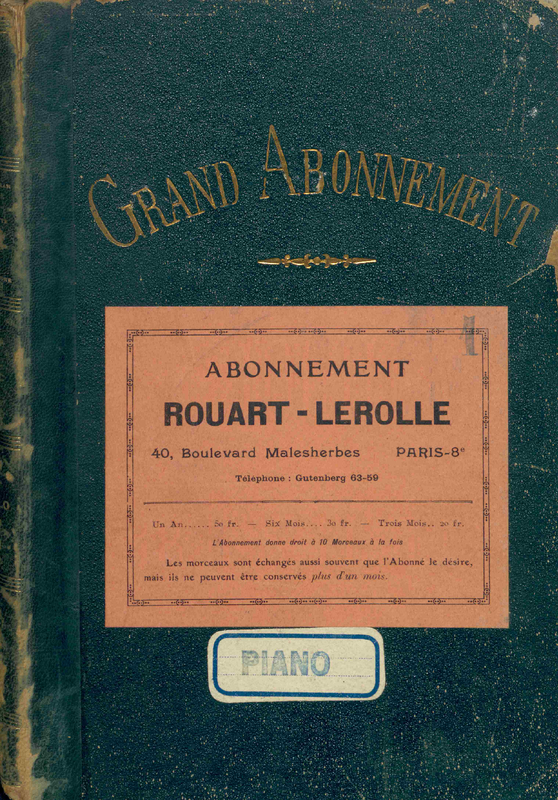 GRAND ABONNEMENT
ABONNEMENT
ROUART - LEROLLE
40, Boulevard Malesherbes PARIS-8e
Téléphone : Gutenberg 63-59
Un An...... 60 fr. — Six Mois.... 30 fr. — Trois Mois.. 20 fr.
L'Abonnement donne droit à 10 Morceaux à la fois
Les morceaux sont échangés aussi souvent que l'Abonné le désire,
mais ils ne peuvent être conservés plus d'un mois.
PIANO